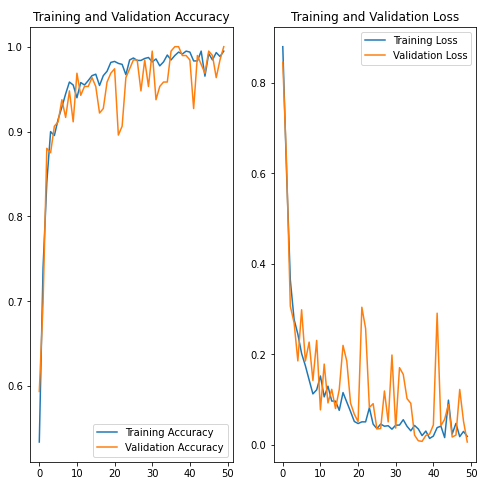 Training and Validation Accuracy
1.0
0.9
0.8
0.7
0.6
0 10 20 30 40 50
Training Accuracy
Validation Accuracy
Training and Validation Loss
Training Loss
Validation Loss
0.8
0.6
0.4
0.2
0.0
0 10 20 30 40 50